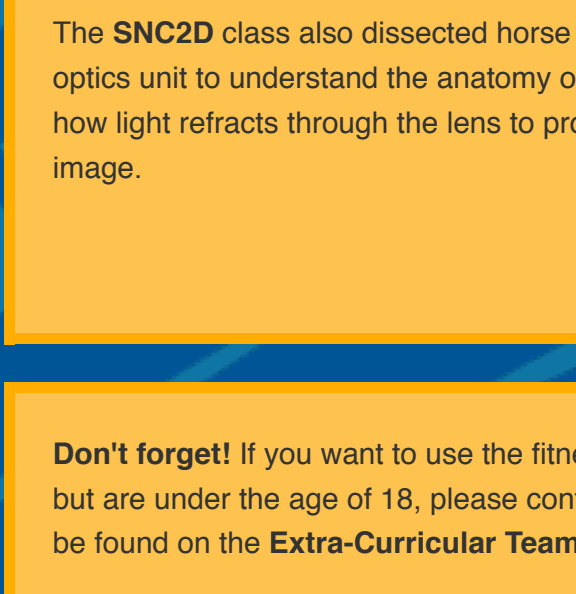 The SNC2D class also dissected horse
optics unit to understand the anatomy o
how light refracts through the lens to pro
image.
Don't forget! If you want to use the fitne
but are under the age of 18, please cont
be found on the Extra-Curricular Team